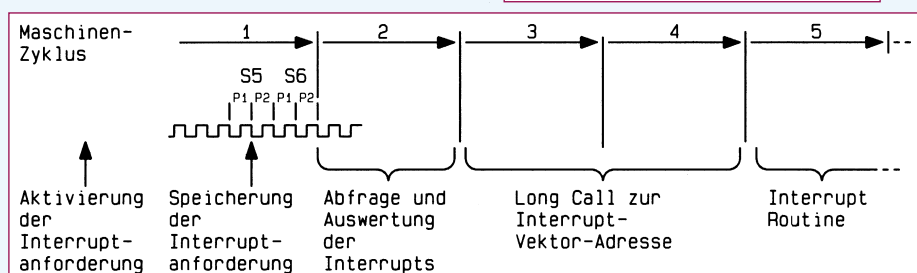 Maschinen-
Zyklus
1 2 3 4 5
S5 S6
P1 P2 P1 P2
Aktivierung
der
Interrupt-
anforderung
Speicherung
der
Interrupt-
anforderung
Abfrage und
Auswertung
der
Interrupts
Long Call zur
Interrupt-
Vektor-Adresse
Interrupt
Routine